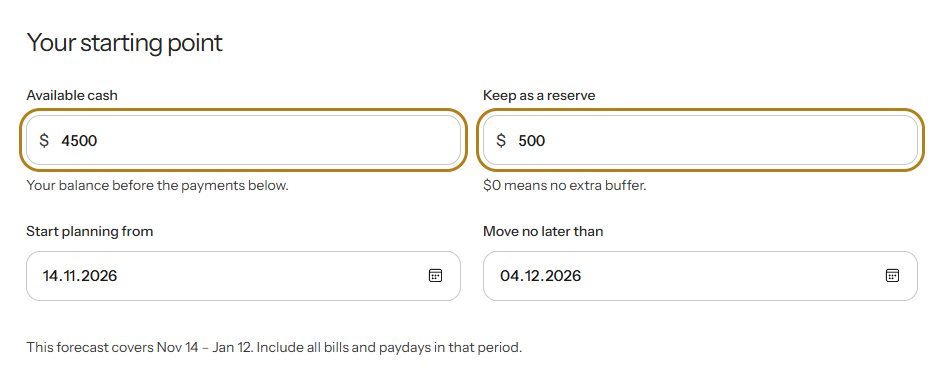 Your starting point
Available cash
Keep as a reserve
$ 4500
$ 500
Your balance before the payments below.
$0 means no extra buffer.
Start planning from
Move no later than
14.11.2026
04.12.2026
This forecast covers Nov 14 – Jan 12. Include all bills and paydays in that period.